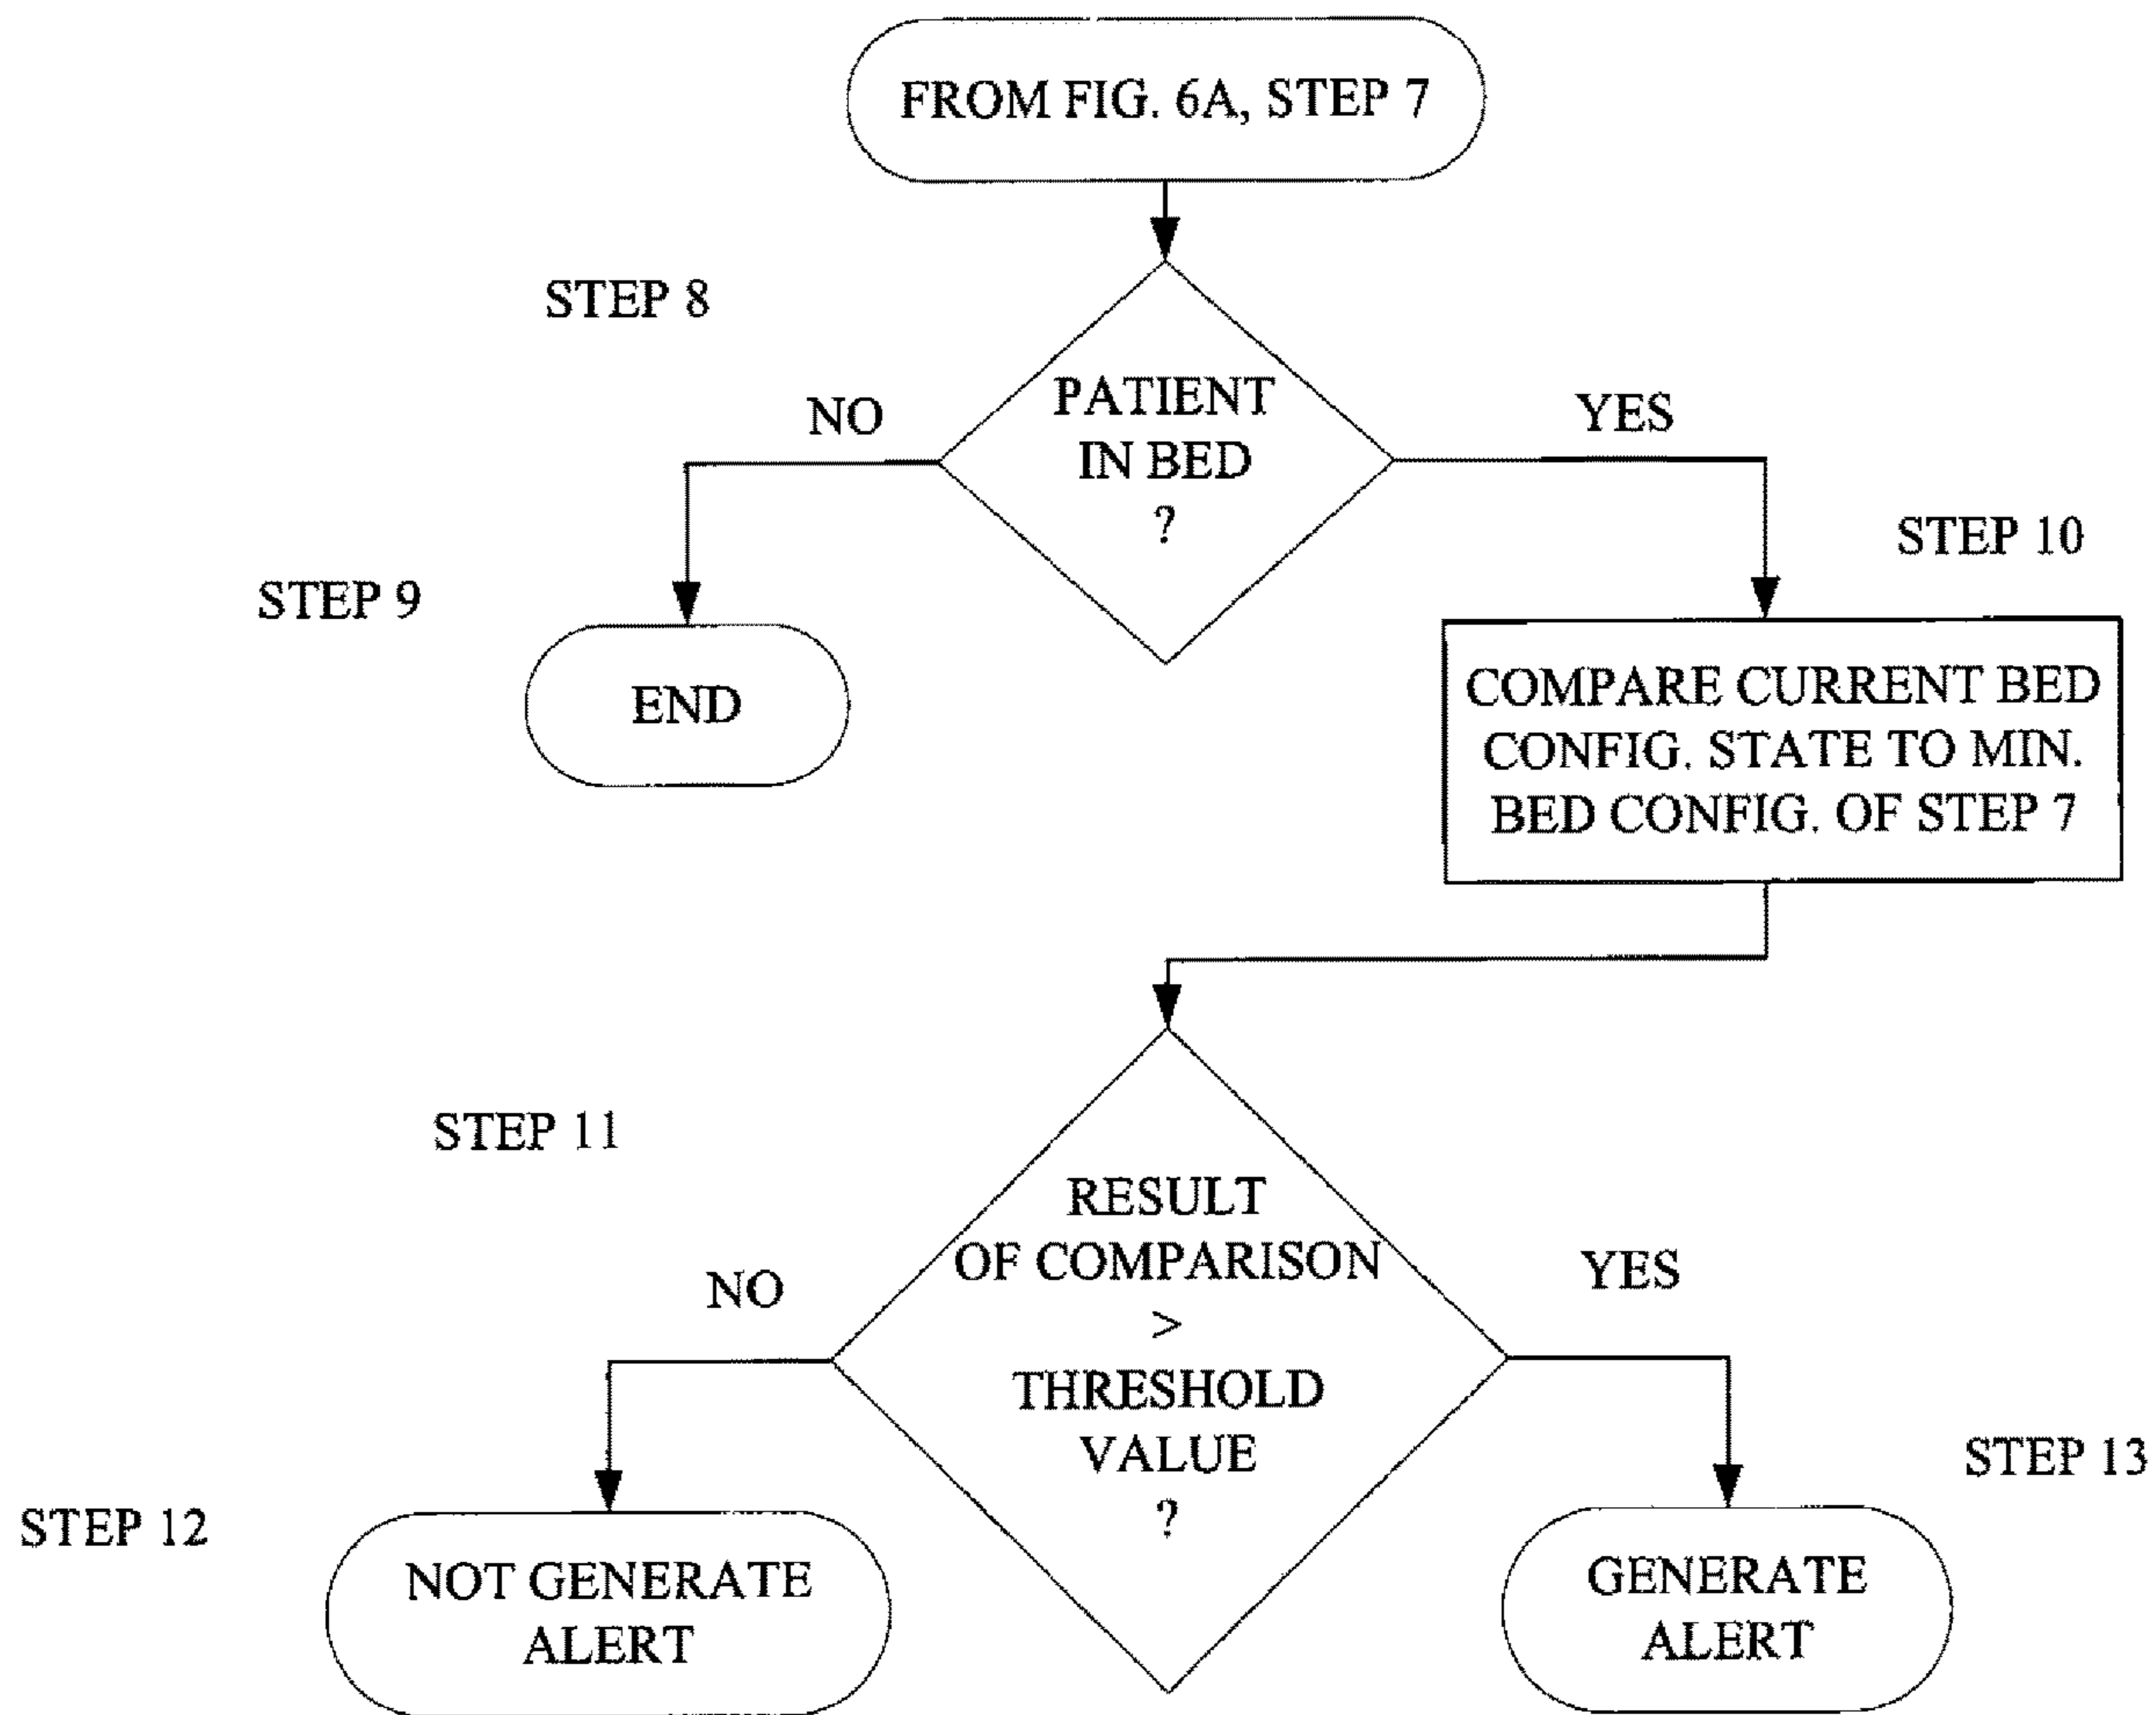 FROM FIG. 6A, STEP 7
STEP 8
PATIENT
IN BED
?
NO
YES
STEP 9
END
STEP 10
COMPARE CURRENT BED
CONFIG. STATE TO MIN.
BED CONFIG. OF STEP 7
STEP 11
RESULT
OF COMPARISON
>
THRESHOLD
VALUE
?
NO
YES
STEP 12
NOT GENERATE
ALERT
STEP 13
GENERATE
ALERT